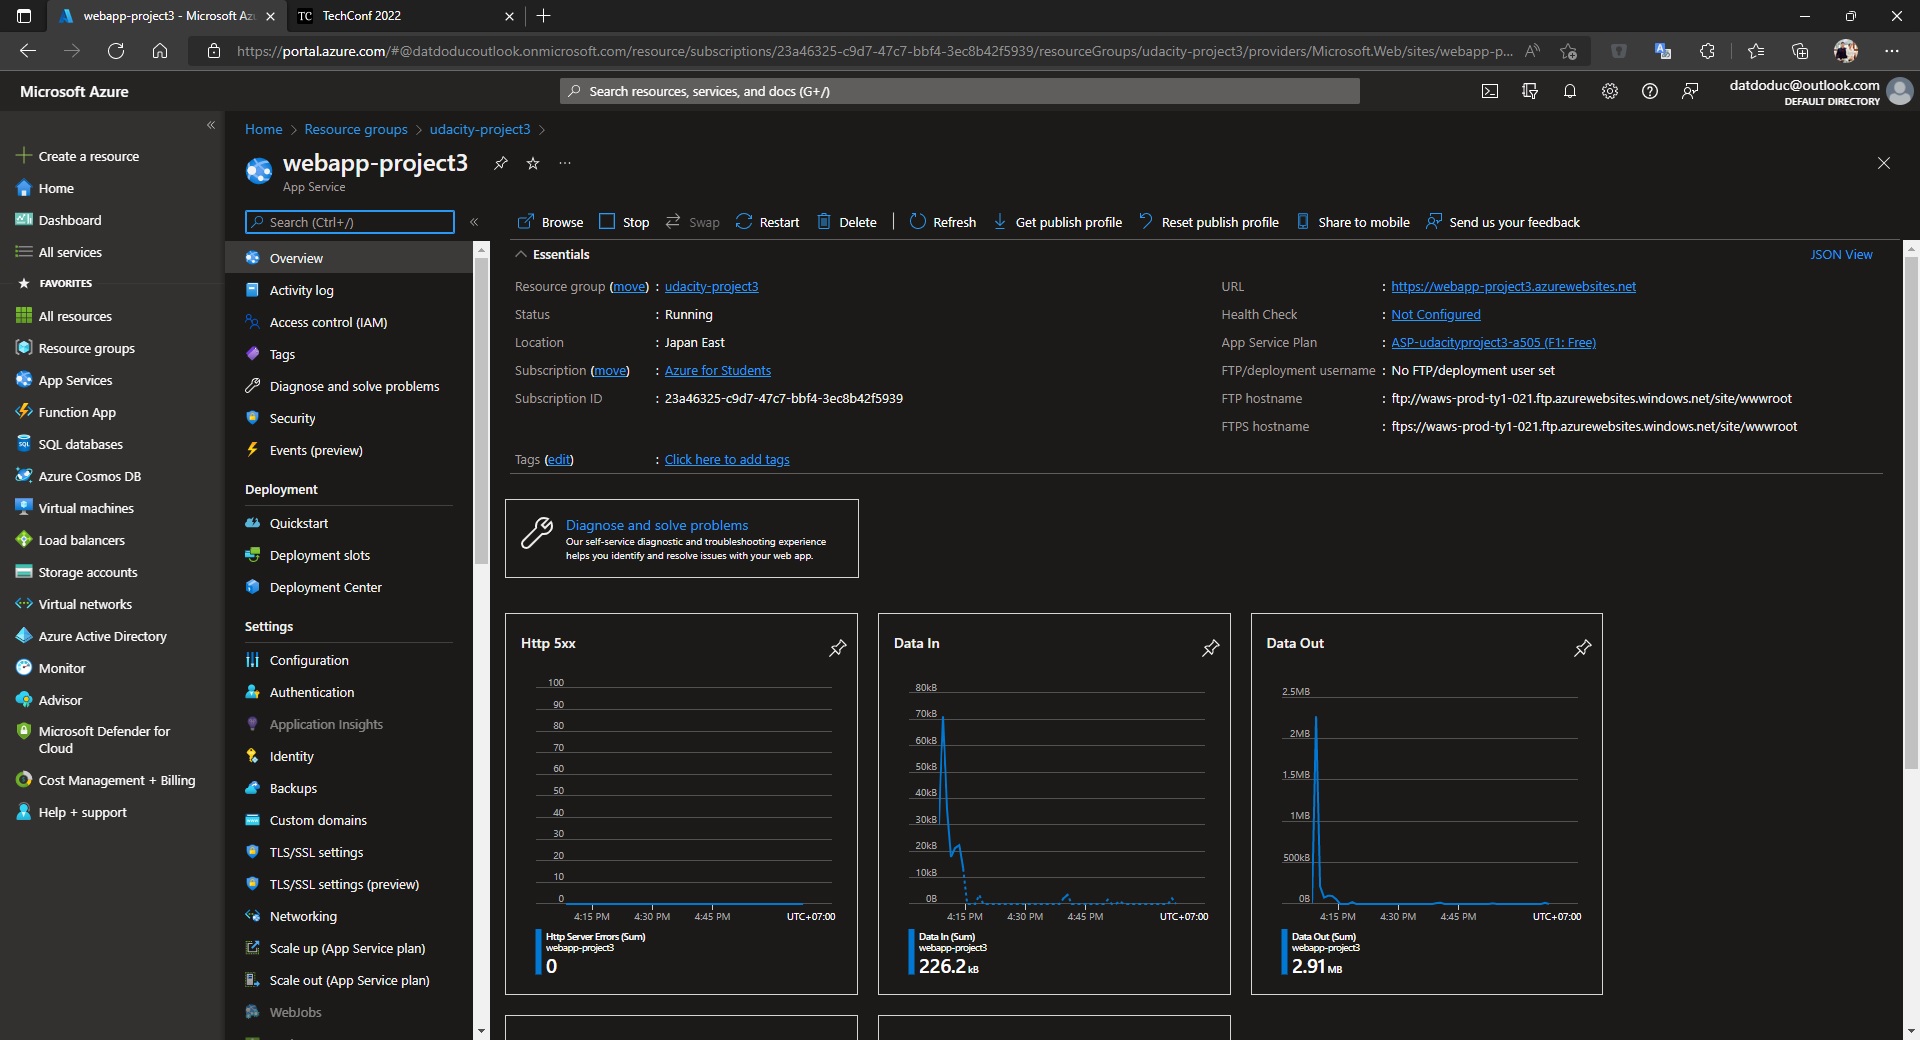 webapp-project3 - Microsoft Az
TC TechConf 2022
https://portal.azure.com/#@datdoducoutlook.onmicrosoft.com/resource/subscriptions/23a46325-c9d7-47c7-bbf4-3ec8b42f5939/resourceGroups/udacity-project3/providers/Microsoft.Web/sites/webapp-p...
Microsoft Azure
Search resources, services, and docs (G+/)
datdoduc@outlook.com
DEFAULT DIRECTORY
Create a resource
Home
Dashboard
All services
FAVORITES
All resources
Resource groups
App Services
Function App
SQL databases
Azure Cosmos DB
Virtual machines
Load balancers
Storage accounts
Virtual networks
Azure Active Directory
Monitor
Advisor
Microsoft Defender for
Cloud
Cost Management + Billing
Help + support
Home > Resource groups > udacity-project3 >
webapp-project3
App Service
Search (Ctrl+/)
Overview
Activity log
Access control (IAM)
Tags
Diagnose and solve problems
Security
Events (preview)
Deployment
Quickstart
Deployment slots
Deployment Center
Settings
Configuration
Authentication
Application Insights
Identity
Backups
Custom domains
TLS/SSL settings
TLS/SSL settings (preview)
Networking
Scale up (App Service plan)
Scale out (App Service plan)
WebJobs
Browse Stop Swap Restart Delete Refresh Get publish profile Reset publish profile Share to mobile Send us your feedback
Essentials
JSON View
Resource group (move) : udacity-project3
Status : Running
Location : Japan East
Subscription (move) : Azure for Students
Subscription ID : 23a46325-c9d7-47c7-bbf4-3ec8b42f5939
URL : https://webapp-project3.azurewebsites.net
Health Check : Not Configured
App Service Plan : ASP-udacityproject3-a505 (F1: Free)
FTP/deployment username : No FTP/deployment user set
FTP hostname : ftp://waws-prod-ty1-021.ftp.azurewebsites.windows.net/site/wwwroot
FTPS hostname : ftps://waws-prod-ty1-021.ftp.azurewebsites.windows.net/site/wwwroot
Tags (edit) : Click here to add tags
Diagnose and solve problems
Our self-service diagnostic and troubleshooting experience
helps you identify and resolve issues with your web app.
Http 5xx
100
90
80
70
60
50
40
30
20
10
0
4:15 PM 4:30 PM 4:45 PM UTC+07:00
Http Server Errors (Sum)
webapp-project3
0
Data In
80kB
70kB
60kB
50kB
40kB
30kB
20kB
10kB
0B
4:15 PM 4:30 PM 4:45 PM UTC+07:00
Data In (Sum)
webapp-project3
226.2 kB
Data Out
2.5MB
2MB
1.5MB
1MB
500kB
0B
4:15 PM 4:30 PM 4:45 PM UTC+07:00
Data Out (Sum)
webapp-project3
2.91 MB